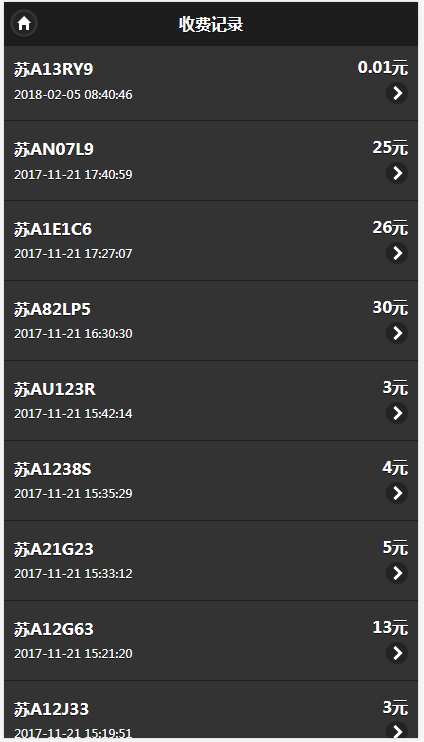 收费记录
苏A13RY9 0.01元
2018-02-05 08:40:46
苏AN07L9 25元
2017-11-21 17:40:59
苏A1E1C6 26元
2017-11-21 17:27:07
苏A82LP5 30元
2017-11-21 16:30:30
苏AU123R 3元
2017-11-21 15:42:14
苏A1238S 4元
2017-11-21 15:35:29
苏A21G23 5元
2017-11-21 15:33:12
苏A12G63 13元
2017-11-21 15:21:20
苏A12J33 3元
2017-11-21 15:19:51